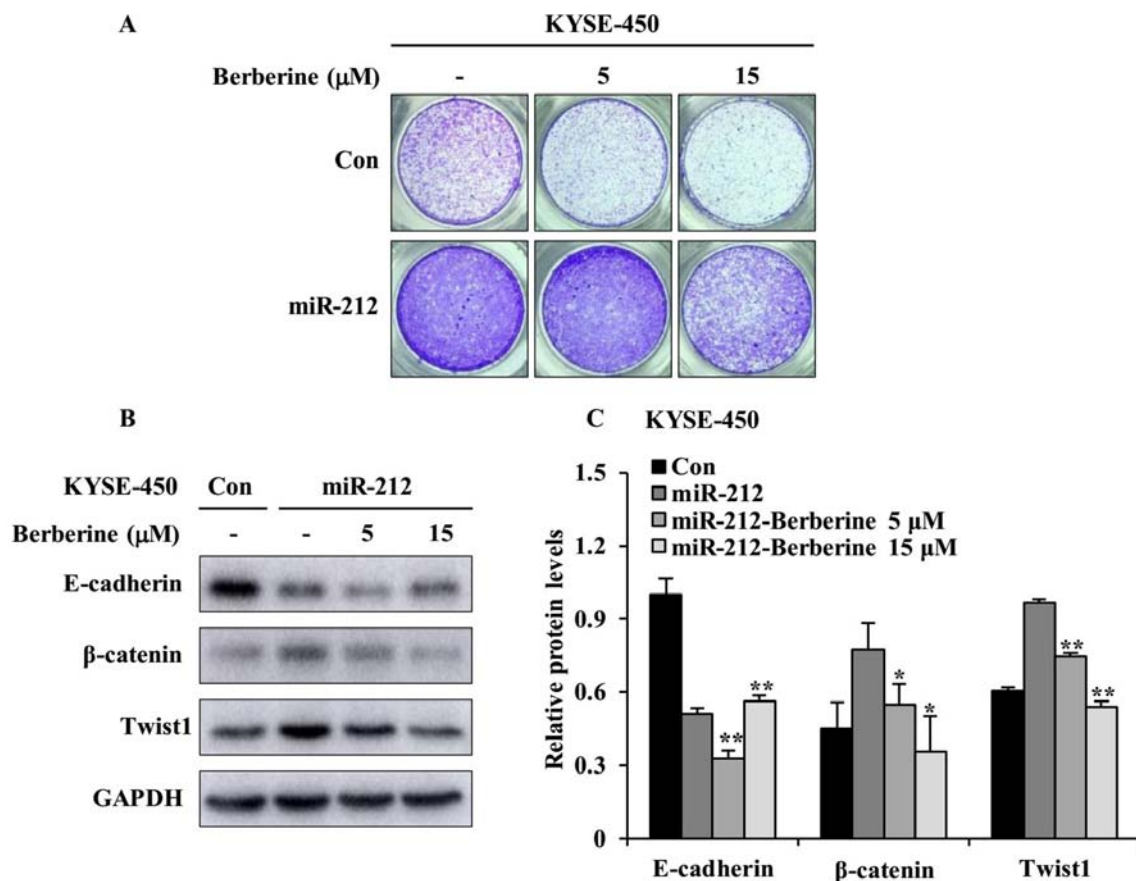 A
KYSE-450
Berberine (μM) - 5 15
Con
miR-212
B
KYSE-450 Con miR-212
Berberine (μM) - - 5 15
E-cadherin
β-catenin
Twist1
GAPDH
C KYSE-450
Con
miR-212
miR-212-Berberine 5 μM
miR-212-Berberine 15 μM
Relative protein levels
1.5
1.2
0.9
0.6
0.3
0
** **
* *
** **
E-cadherin β-catenin Twist1